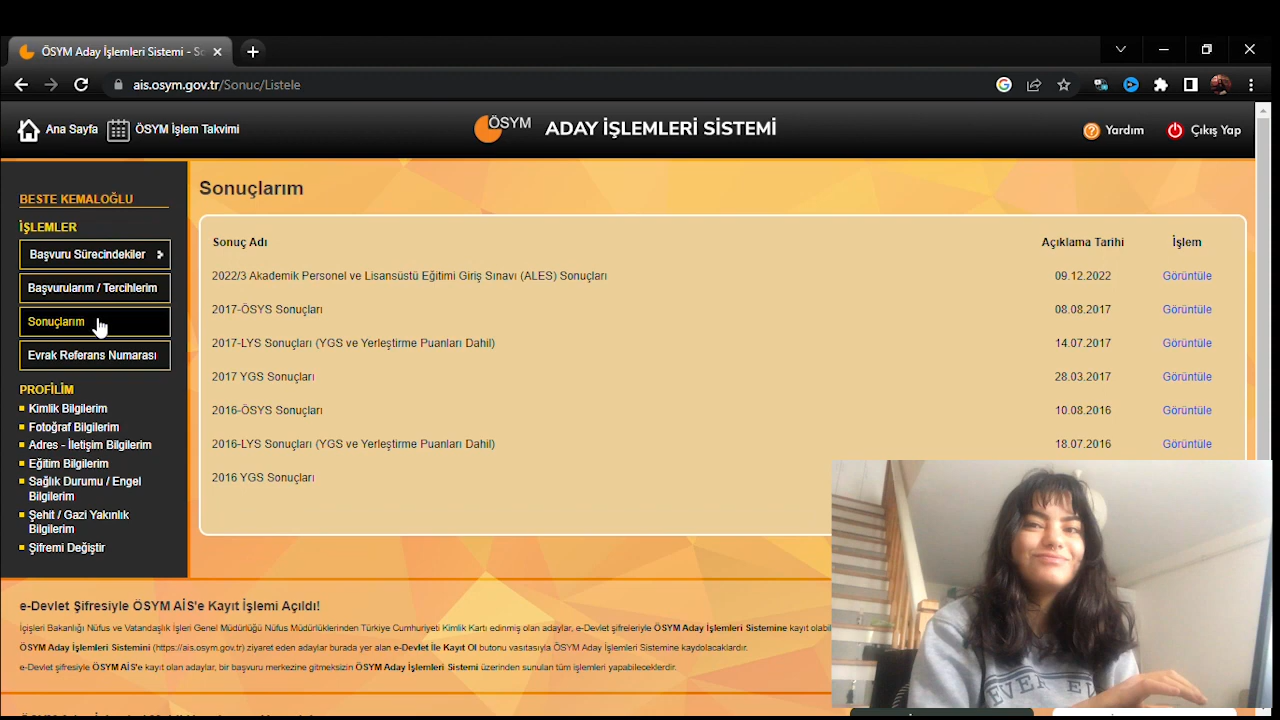 ÖSYM Aday İşlemleri Sistemi - So
ais.osym.gov.tr/Sonuc/Listele
Ana Sayfa
ÖSYM İşlem Takvimi
ÖSYM
ADAY İŞLEMLERİ SİSTEMİ
Yardım
Çıkış Yap
BESTE KEMALOĞLU
İŞLEMLER
Başvuru Sürecindekiler
Başvurularım / Tercihlerim
Sonuçlarım
Evrak Referans Numarası
PROFİLİM
Kimlik Bilgilerim
Fotoğraf Bilgilerim
Adres - İletişim Bilgilerim
Eğitim Bilgilerim
Sağlık Durumu / Engel
Bilgilerim
Şehit / Gazi Yakınlık
Bilgilerim
Şifremi Değiştir
Sonuçlarım
Sonuç Adı Açıklama Tarihi İşlem
2022/3 Akademik Personel ve Lisansüstü Eğitimi Giriş Sınavı (ALES) Sonuçları 09.12.2022 Görüntüle
2017-ÖSYS Sonuçları 08.08.2017 Görüntüle
2017-LYS Sonuçları (YGS ve Yerleştirme Puanları Dahil) 14.07.2017 Görüntüle
2017 YGS Sonuçları 28.03.2017 Görüntüle
2016-ÖSYS Sonuçları 10.08.2016 Görüntüle
2016-LYS Sonuçları (YGS ve Yerleştirme Puanları Dahil) 18.07.2016 Görüntüle
2016 YGS Sonuçları
e-Devlet Şifresiyle ÖSYM AİS'e Kayıt İşlemi Açıldı!
İçişleri Bakanlığı Nüfus ve Vatandaşlık İşleri Genel Müdürlüğü Nüfus Müdürlüklerinden Türkiye Cumhuriyeti Kimlik Kartı edinmiş olan adaylar, e-Devlet şifreleriyle ÖSYM Aday İşlemleri Sistemine kayıt olabil
ÖSYM Aday İşlemleri Sistemini (https://ais.osym.gov.tr) ziyaret eden adaylar burada yer alan e-Devlet İle Kayıt Ol butonu vasıtasıyla ÖSYM Aday İşlemleri Sistemine kaydolacaklardır.
e-Devlet şifresiyle ÖSYM AİS'e kayıt olan adaylar, bir başvuru merkezine gitmeksizin ÖSYM Aday İşlemleri Sistemi üzerinden sunulan tüm işlemleri yapabileceklerdir.